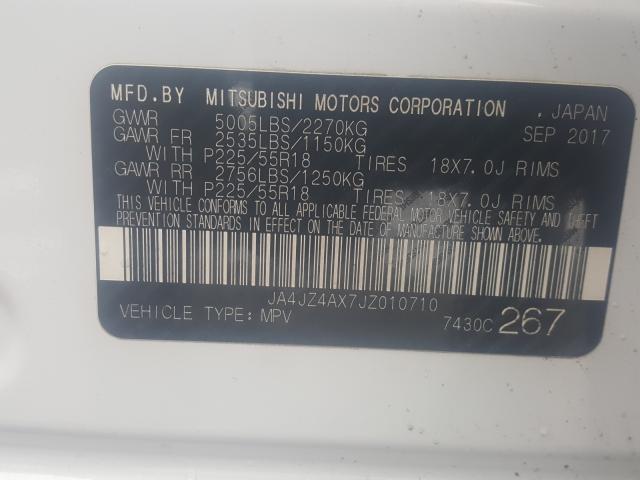 MFD.BY MITSUBISHI MOTORS CORPORATION . JAPAN
GVWR 5005LBS/2270KG SEP 2017
GAWR FR 2535LBS/1150KG
WITH P225/55R18 TIRES 18X7.0J RIMS
GAWR RR 2756LBS/1250KG
WITH P225/55R18 TIRES 18X7.0J RIMS
THIS VEHICLE CONFORMS TO ALL APPLICABLE FEDERAL MOTOR VEHICLE SAFETY AND THEFT
PREVENTION STANDARDS IN EFFECT ON THE DATE OF MANUFACTURE SHOWN ABOVE.
JA4JZ4AX7JZ010710
VEHICLE TYPE: MPV 7430C 267